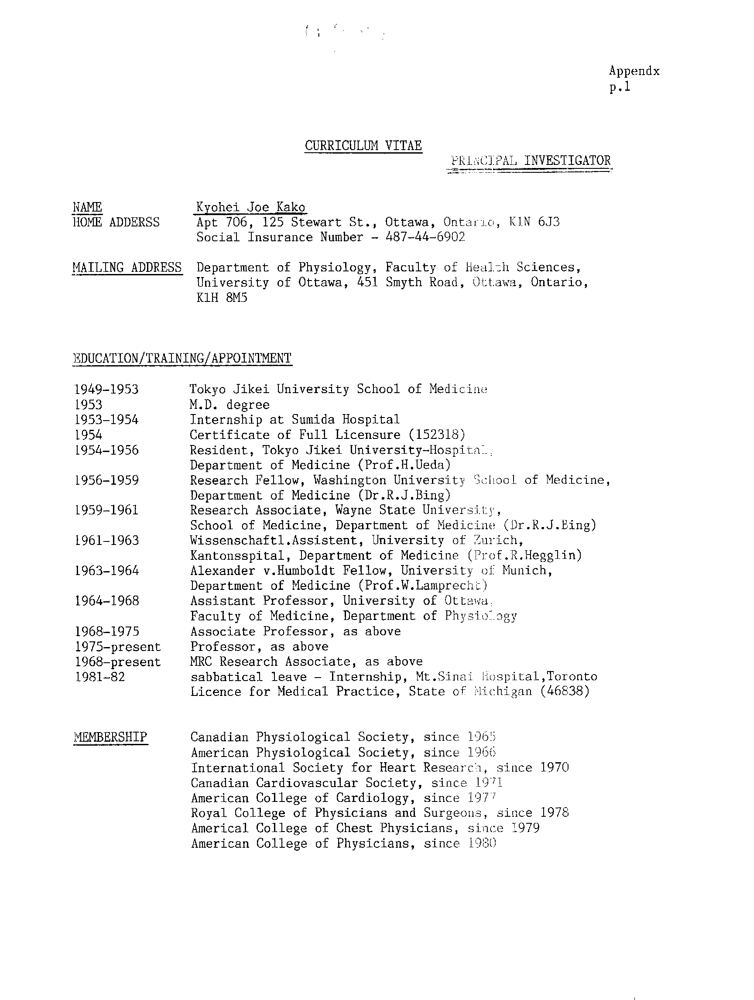 Appendx
p.1
CURRICULUM VITAE
PRINCIPAL INVESTIGATOR
NAME Kyohei Joe Kako
HOME ADDERSS Apt 706, 125 Stewart St., Ottawa, Ontario, K1N 6J3
Social Insurance Number - 487-44-6902
MAILING ADDRESS Department of Physiology, Faculty of Health Sciences,
University of Ottawa, 451 Smyth Road, Ottawa, Ontario,
K1H 8M5
EDUCATION/TRAINING/APPOINTMENT
1949-1953 Tokyo Jikei University School of Medicine
1953 M.D. degree
1953-1954 Internship at Sumida Hospital
1954 Certificate of Full Licensure (152318)
1954-1956 Resident, Tokyo Jikei University-Hospital,
Department of Medicine (Prof.H.Ueda)
1956-1959 Research Fellow, Washington University School of Medicine,
Department of Medicine (Dr.R.J.Bing)
1959-1961 Research Associate, Wayne State University,
School of Medicine, Department of Medicine (Dr.R.J.Bing)
1961-1963 Wissenschaftl.Assistent, University of Zurich,
Kantonsspital, Department of Medicine (Prof.R.Hegglin)
1963-1964 Alexander v.Humboldt Fellow, University of Munich,
Department of Medicine (Prof.W.Lamprecht)
1964-1968 Assistant Professor, University of Ottawa,
Faculty of Medicine, Department of Physiology
1968-1975 Associate Professor, as above
1975-present Professor, as above
1968-present MRC Research Associate, as above
1981-82 sabbatical leave - Internship, Mt.Sinai Hospital,Toronto
Licence for Medical Practice, State of Michigan (46838)
MEMBERSHIP Canadian Physiological Society, since 1965
American Physiological Society, since 1966
International Society for Heart Research, since 1970
Canadian Cardiovascular Society, since 1971
American College of Cardiology, since 1977
Royal College of Physicians and Surgeons, since 1978
Americal College of Chest Physicians, since 1979
American College of Physicians, since 1980